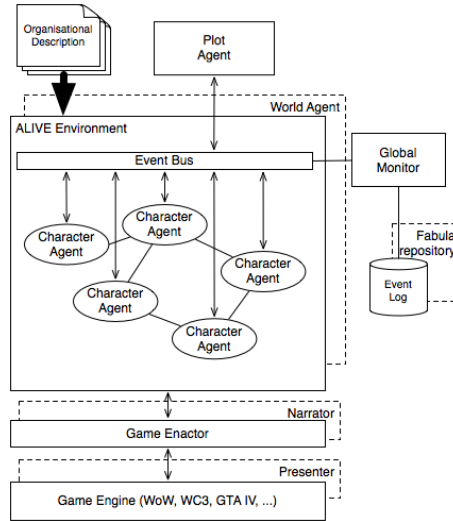 Organisational
Description
Plot
Agent
World Agent
ALIVE Environment
Event Bus
Global
Monitor
Character
Agent
Character
Agent
Character
Agent
Character
Agent
Character
Agent
Fabula
repository
Event
Log
Narrator
Game Enactor
Presenter
Game Engine (WoW, WC3, GTA IV, ...)